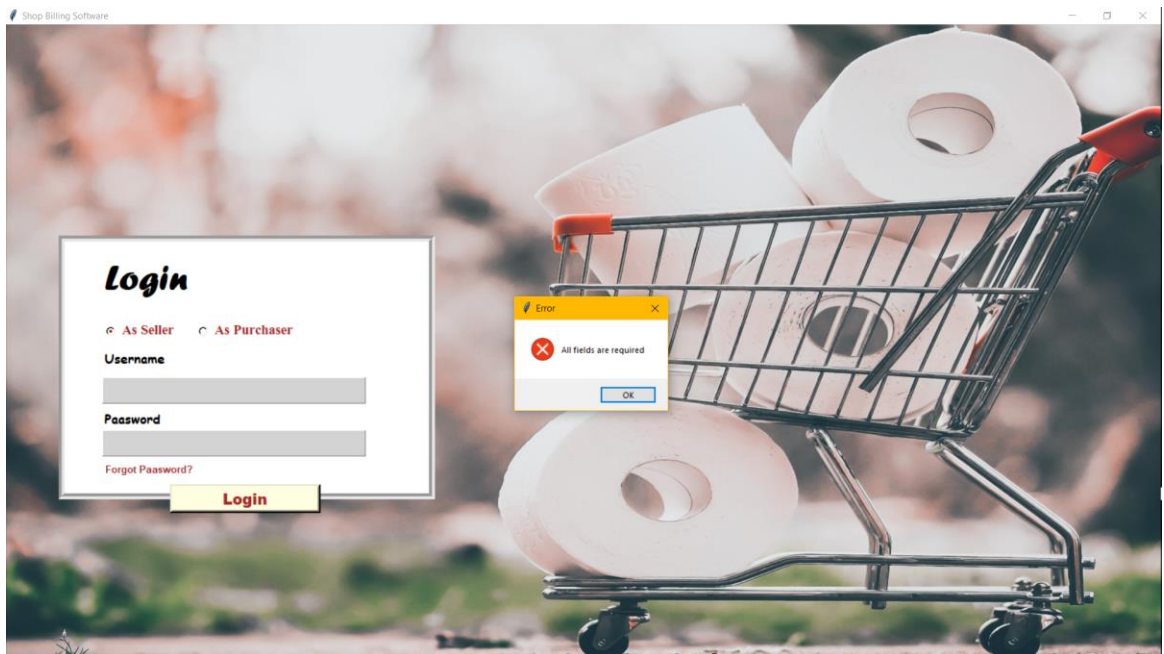 Shop Billing Software
Login
As Seller As Purchaser
Username
Paasword
Forgot Paasword?
Login
Error
All fields are required
OK